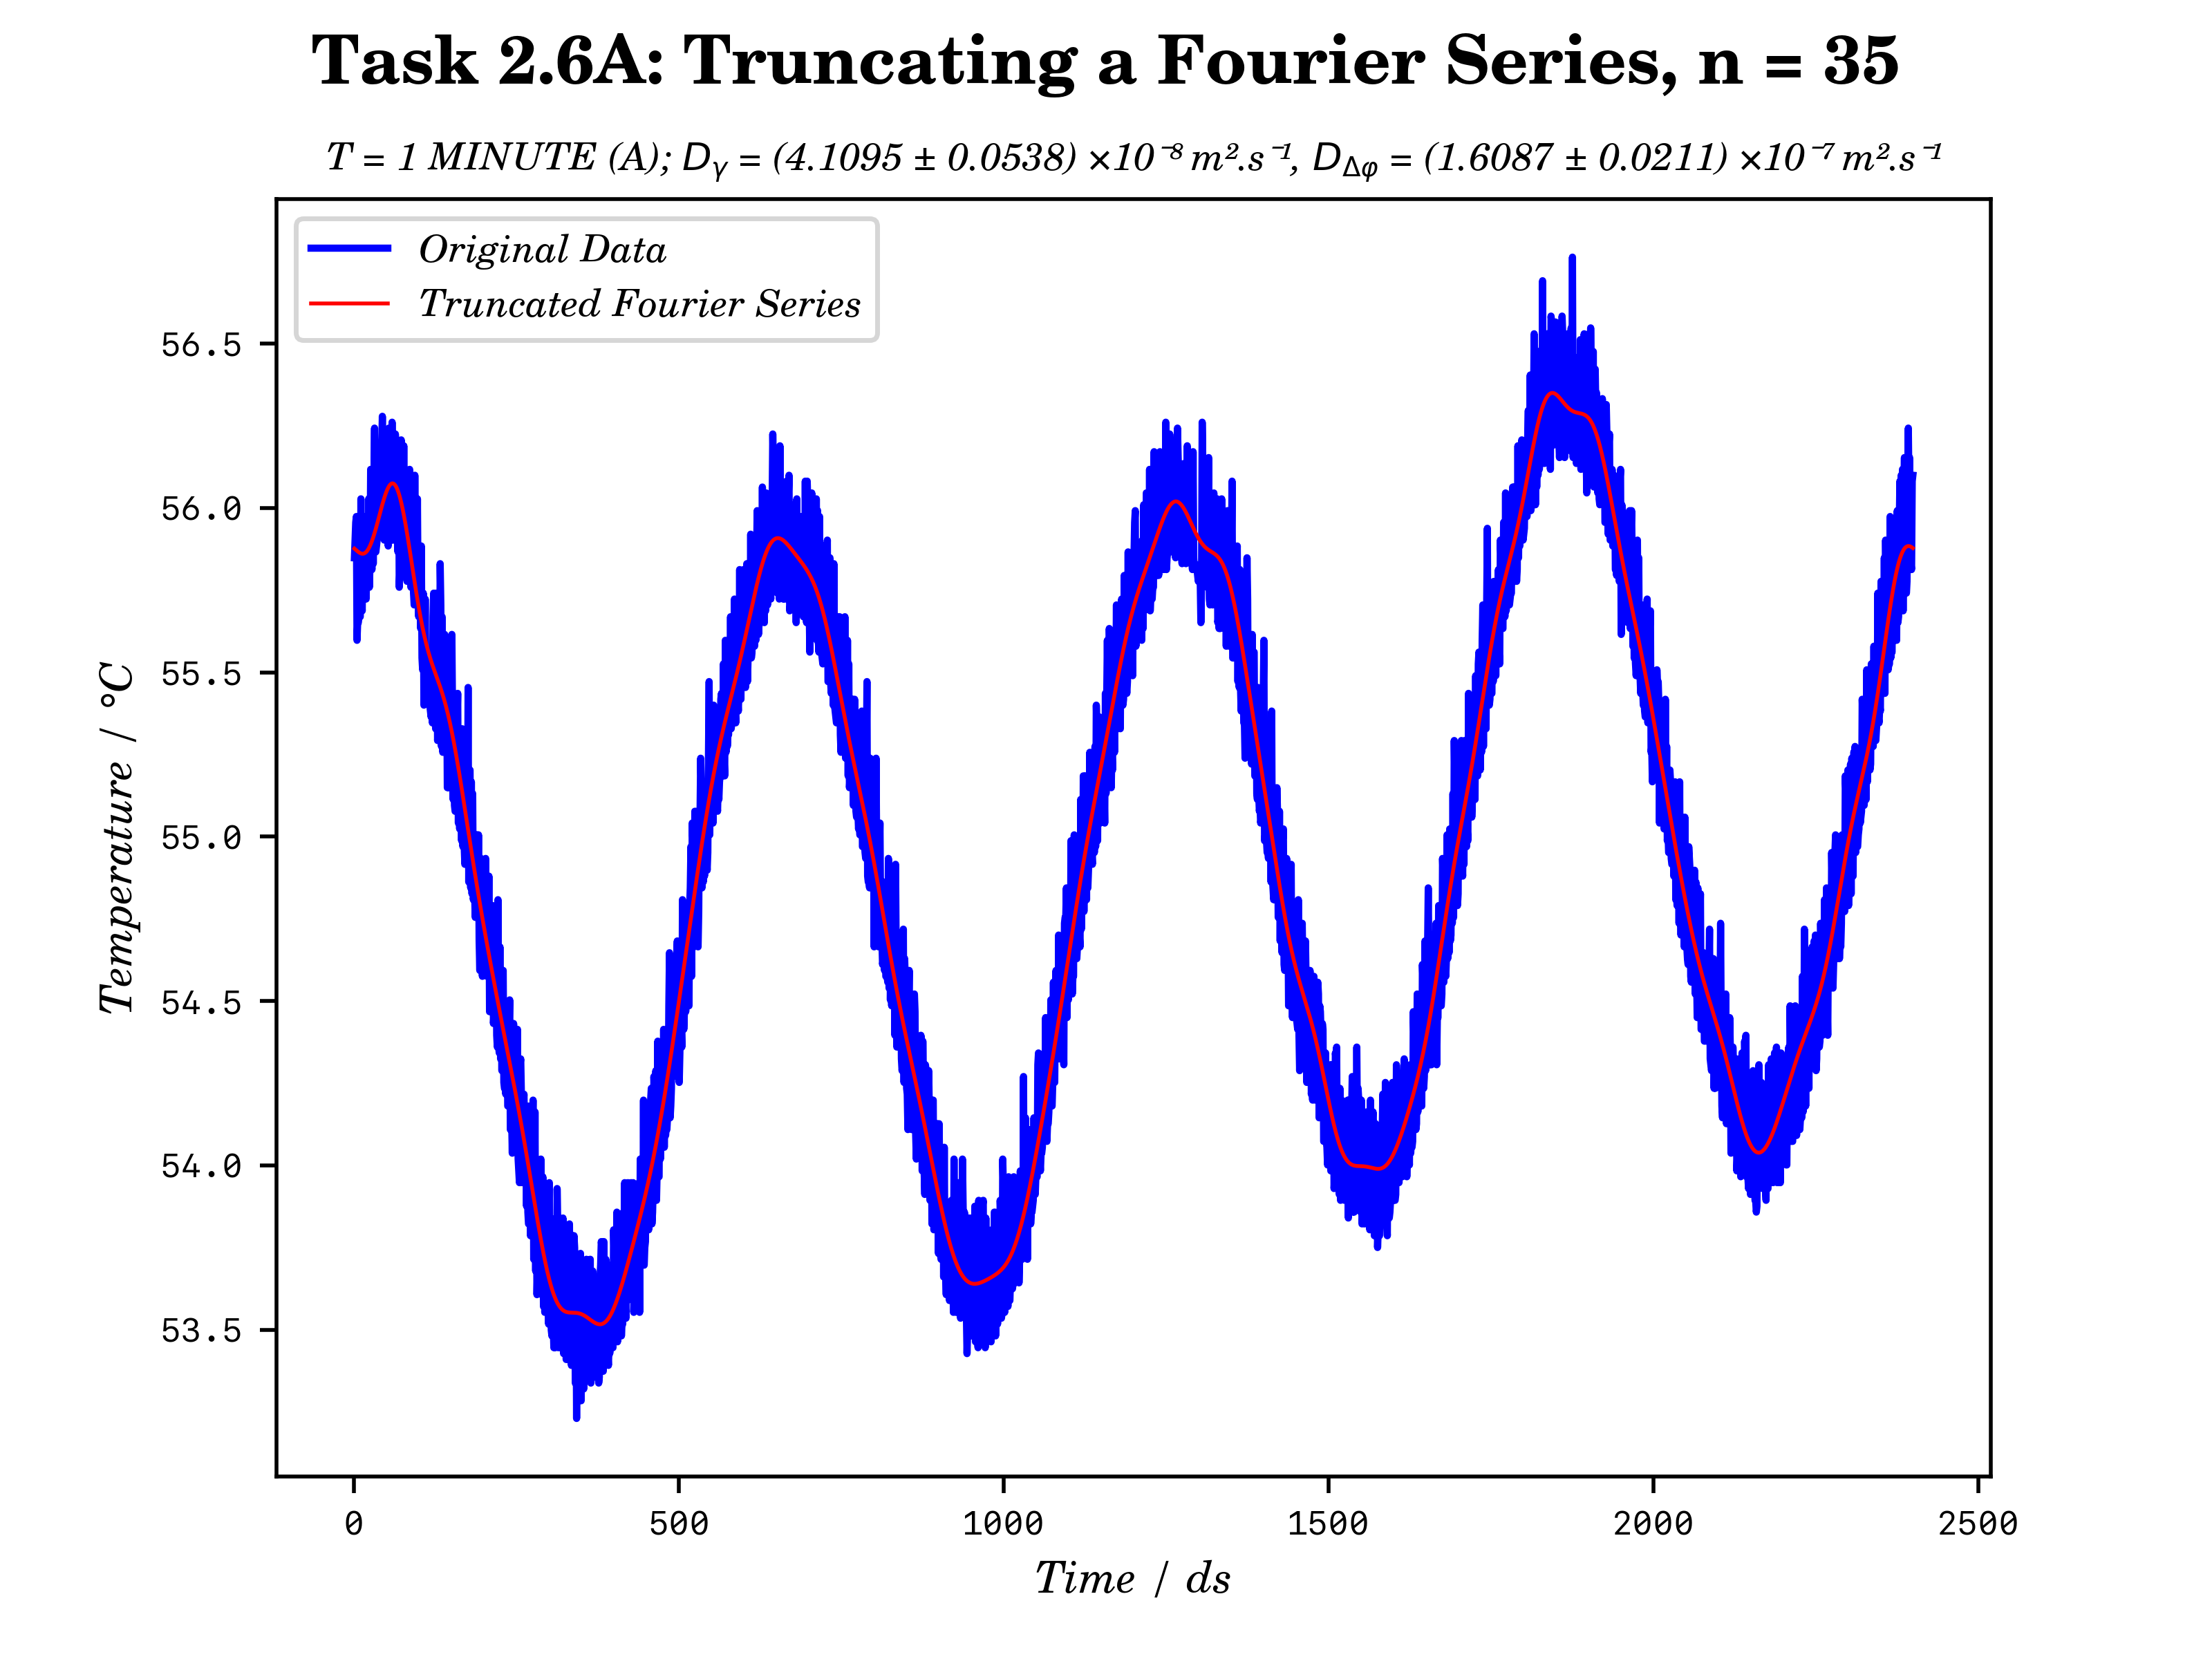 Task 2.6A: Truncating a Fourier Series, n = 35
T = 1 MINUTE (A); Dᵧ = (4.1095 ± 0.0538) ×10⁻⁸ m².s⁻¹, D_Δφ = (1.6087 ± 0.0211) ×10⁻⁷ m².s⁻¹
Original Data
Truncated Fourier Series
56.5
56.0
55.5
55.0
54.5
54.0
53.5
Temperature / °C
0 500 1000 1500 2000 2500
Time / ds